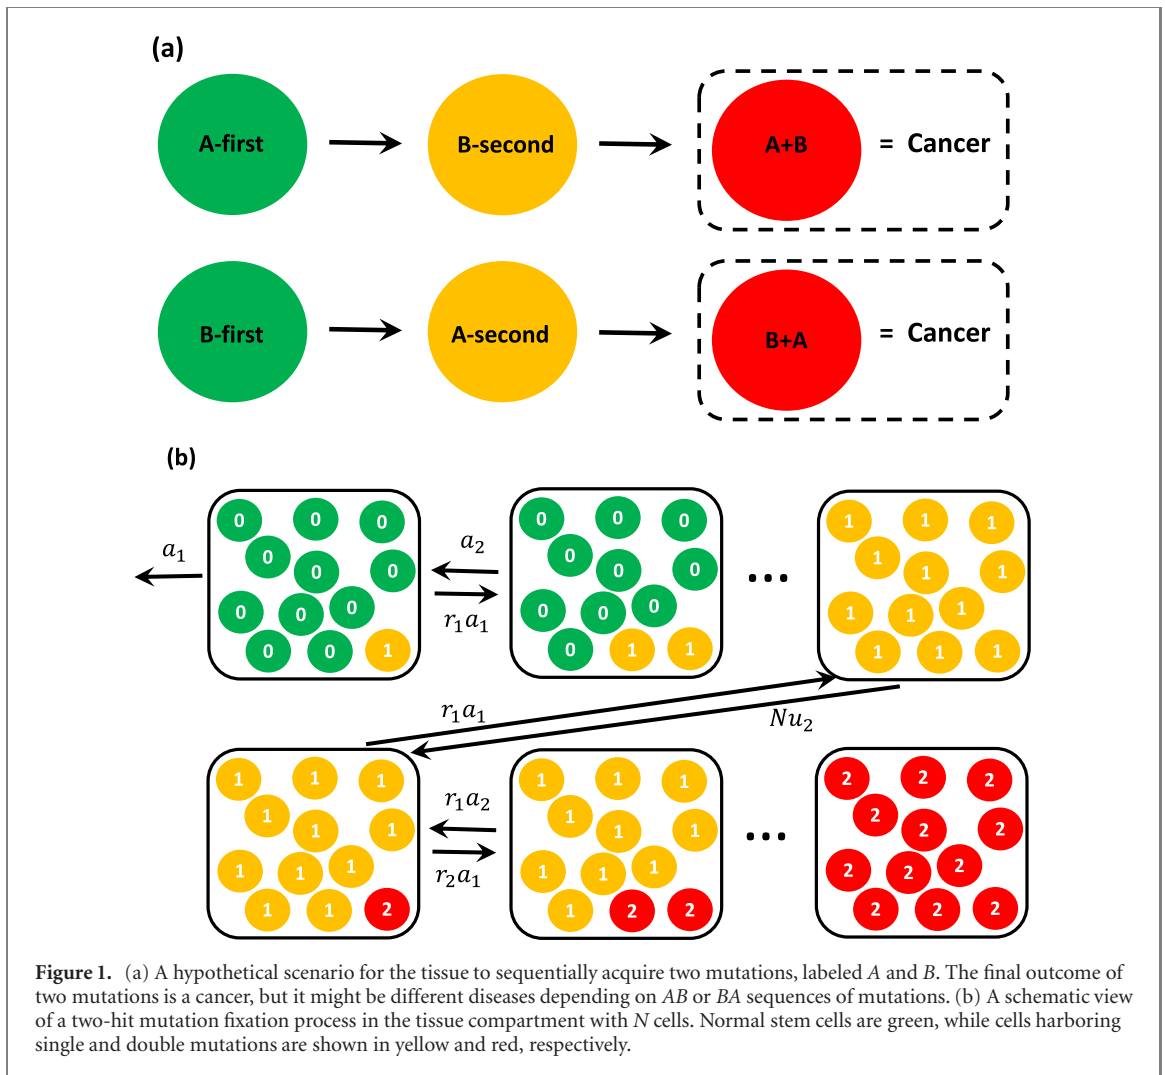 (a)
A-first
B-second
A+B
= Cancer
B-first
A-second
B+A
= Cancer
(b)
0 0 0
0 0 0
0 0 0
0 0 1
a₁
a₂
r₁a₁
0 0 0
0 0 0
0 0 0
0 1 1
...
1 1 1
1 1 1
1 1 1
1 1 1
r₁a₁
Nu₂
1 1 1
1 1 1
1 1 1
1 1 2
r₁a₂
r₂a₁
1 1 1
1 1 1
1 1 1
1 2 2
...
2 2 2
2 2 2
2 2 2
2 2 2
Figure 1. (a) A hypothetical scenario for the tissue to sequentially acquire two mutations, labeled A and B. The final outcome of
two mutations is a cancer, but it might be different diseases depending on AB or BA sequences of mutations. (b) A schematic view
of a two-hit mutation fixation process in the tissue compartment with N cells. Normal stem cells are green, while cells harboring
single and double mutations are shown in yellow and red, respectively.